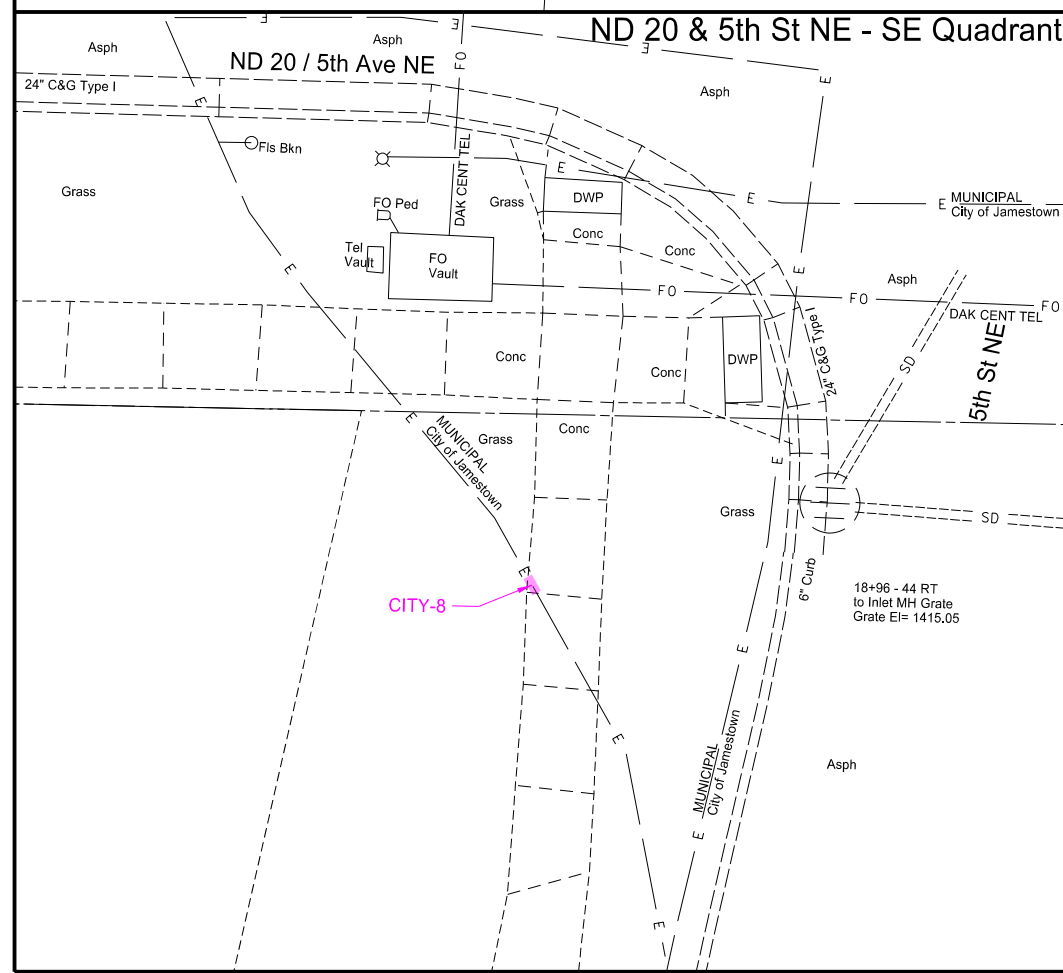 ND 20 & 5th St NE - SE Quadrant
E
E
E
E
Asph
Asph
ND 20 / 5th Ave NE
FO
Asph
24" C&G Type I
E
Fls Bkn
DAK CENT TEL
E
E
E
MUNICIPAL
City of Jamestown
Grass
FO Ped
Grass
DWP
Conc
Conc
Tel
Vault
FO
Vault
E
E
Asph
FO
FO
FO
DAK CENT TEL
24" C&G Type I
5th St NE
SD
Conc
Conc
DWP
E
MUNICIPAL
City of Jamestown
Grass
Conc
E
Grass
SD
E
CITY-8
6" Curb
18+96 - 44 RT
to Inlet MH Grate
Grate El= 1415.05
E
E
MUNICIPAL
City of Jamestown
Asph
E
E